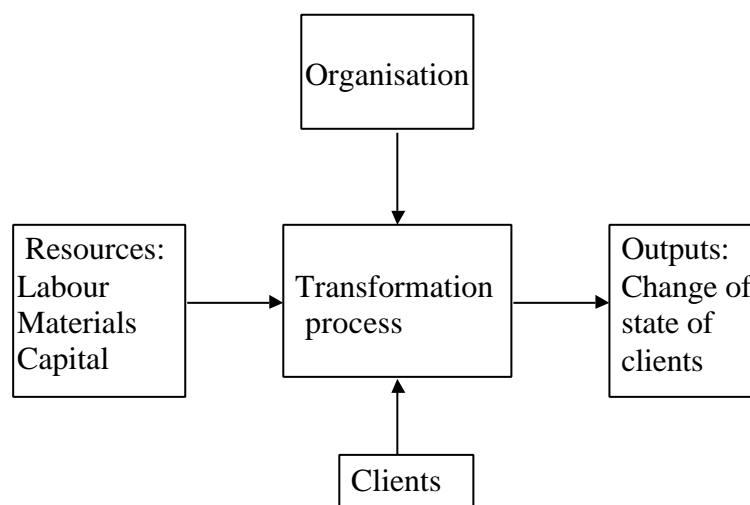 Organisation
Resources:
Labour
Materials
Capital
Transformation
process
Outputs:
Change of
state of
clients
Clients